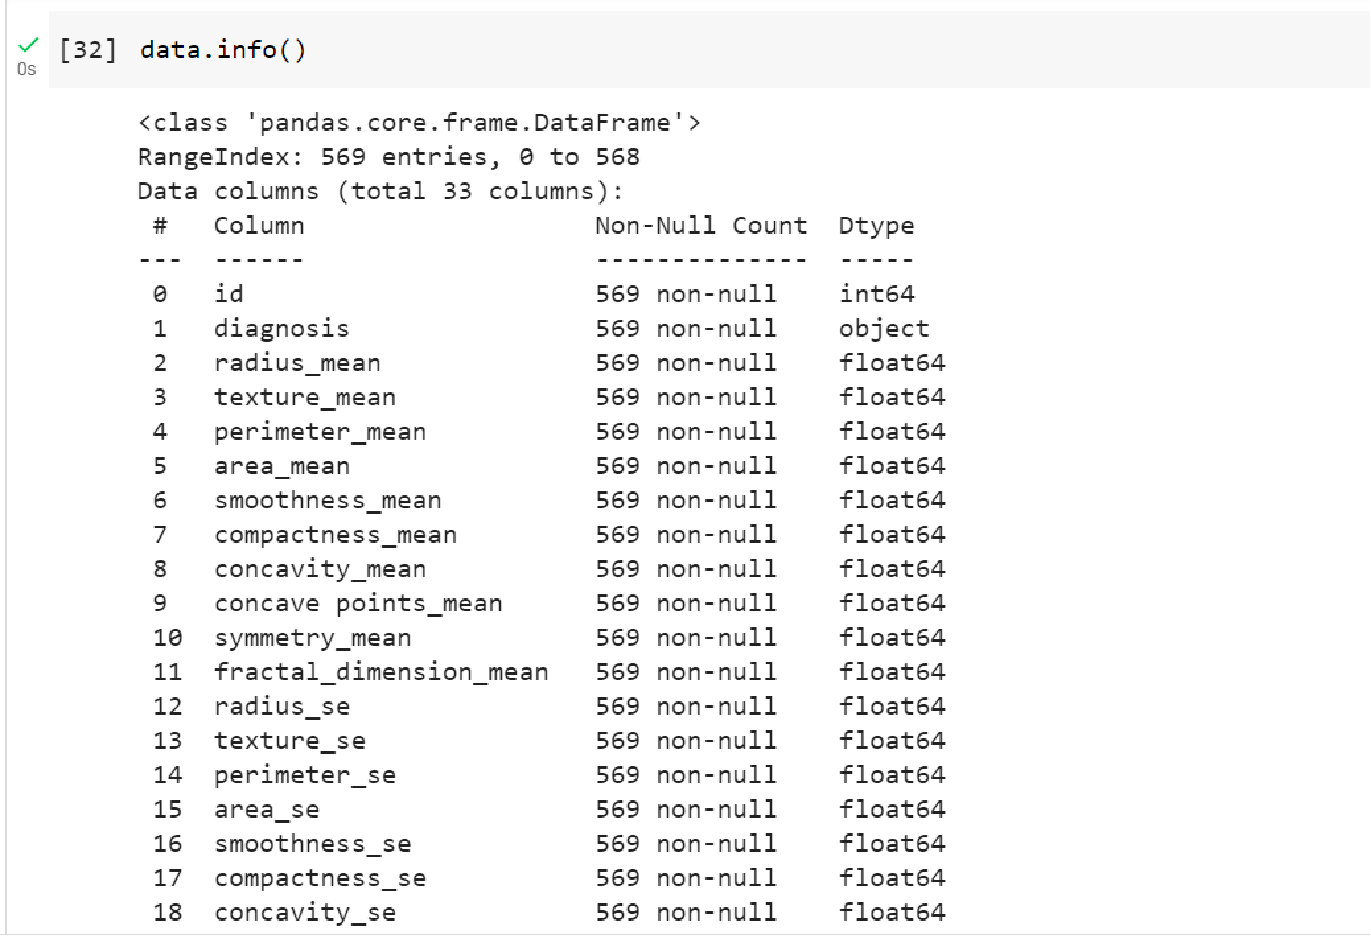 [32] data.info()
0s
<class 'pandas.core.frame.DataFrame'>
RangeIndex: 569 entries, 0 to 568
Data columns (total 33 columns):
 #   Column                   Non-Null Count  Dtype
---  ------                   --------------  -----
 0   id                       569 non-null    int64
 1   diagnosis                569 non-null    object
 2   radius_mean              569 non-null    float64
 3   texture_mean             569 non-null    float64
 4   perimeter_mean           569 non-null    float64
 5   area_mean                569 non-null    float64
 6   smoothness_mean          569 non-null    float64
 7   compactness_mean         569 non-null    float64
 8   concavity_mean           569 non-null    float64
 9   concave points_mean      569 non-null    float64
 10  symmetry_mean            569 non-null    float64
 11  fractal_dimension_mean   569 non-null    float64
 12  radius_se                569 non-null    float64
 13  texture_se               569 non-null    float64
 14  perimeter_se             569 non-null    float64
 15  area_se                  569 non-null    float64
 16  smoothness_se            569 non-null    float64
 17  compactness_se           569 non-null    float64
 18  concavity_se             569 non-null    float64